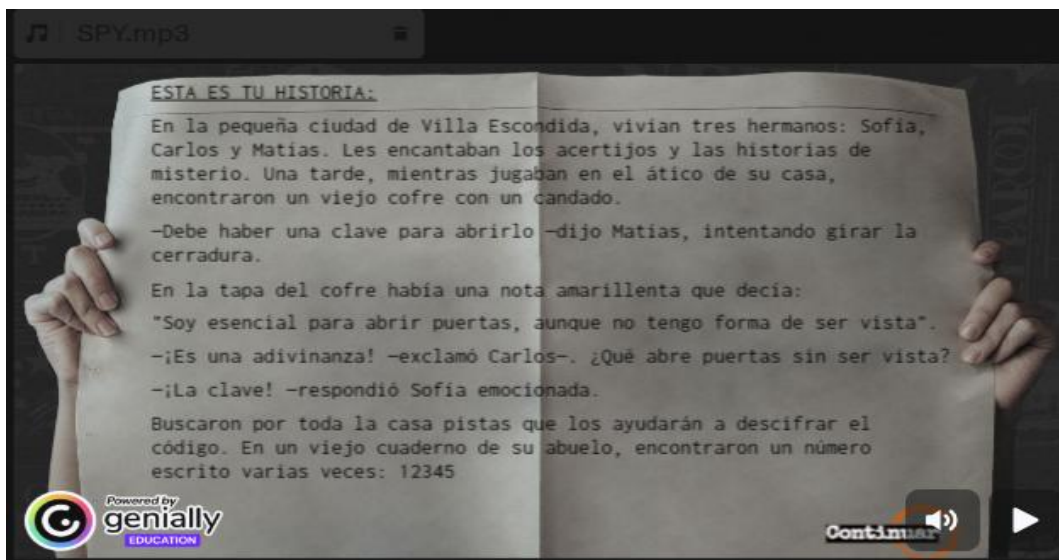 SPY.mp3
ESTA ES TU HISTORIA:
En la pequeña ciudad de Villa Escondida, vivian tres hermanos: Sofía,
Carlos y Matías. Les encantaban los acertijos y las historias de
misterio. Una tarde, mientras jugaban en el ático de su casa,
encontraron un viejo cofre con un candado.
—Debe haber una clave para abrirlo —dijo Matias, intentando girar la
cerradura.
En la tapa del cofre había una nota amarillenta que decía:
"Soy esencial para abrir puertas, aunque no tengo forma de ser vista".
—¡Es una adivinanza! —exclamó Carlos—. ¿Qué abre puertas sin ser vista?
—¡La clave! —respondió Sofía emocionada.
Buscaron por toda la casa pistas que los ayudarán a descifrar el
código. En un viejo cuaderno de su abuelo, encontraron un número
escrito varias veces: 12345
Powered by
genially
EDUCATION
Continuar